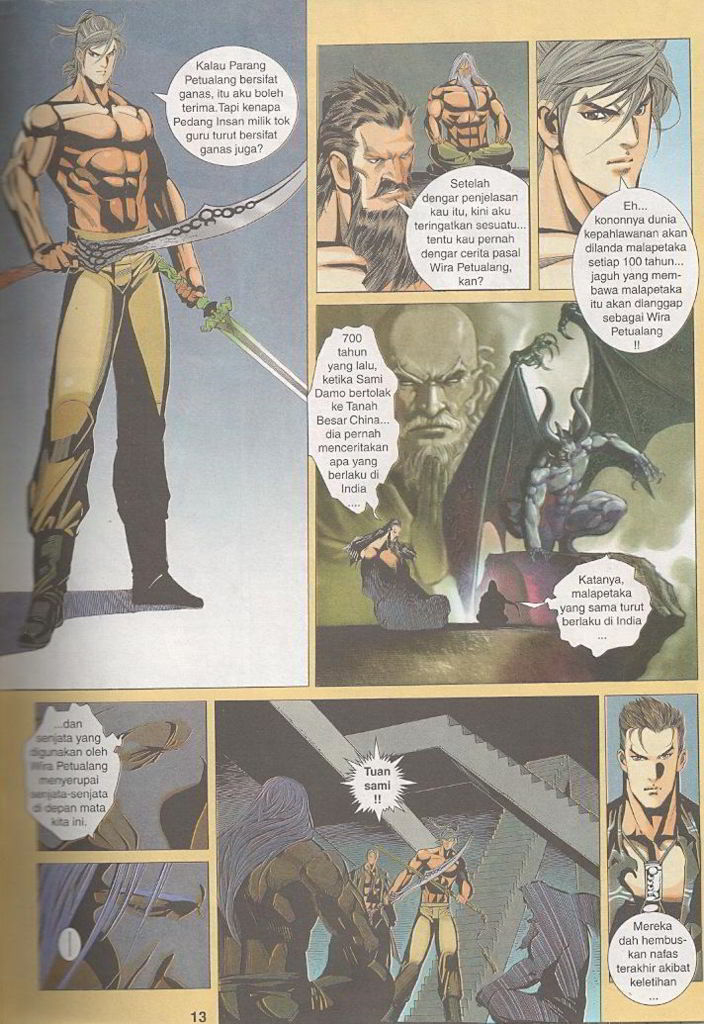 Kalau Parang
Petualang bersifat
ganas, itu aku boleh
terima.Tapi kenapa
Pedang Insan milik tok
guru turut bersifat
ganas juga?
Setelah
dengar penjelasan
kau itu, kini aku
teringatkan sesuatu...
tentu kau pernah
dengar cerita pasal
Wira Petualang,
kan?
Eh...
kononnya dunia
kepahlawanan akan
dilanda malapetaka
setiap 100 tahun...
jaguh yang mem-
bawa malapetaka
itu akan dianggap
sebagai Wira
Petualang
!!
700
tahun
yang lalu,
ketika Sami
Damo bertolak
ke Tanah
Besar China...
dia pernah
menceritakan
apa yang
berlaku di
India
....
Katanya,
malapetaka
yang sama turut
berlaku di India
...
...dan
senjata yang
digunakan oleh
Wira Petualang
menyerupai
senjata-senjata
di depan mata
kita ini.
Tuan
sami
!!
Mereka
dah hembus-
kan nafas
terakhir akibat
keletihan
...
13